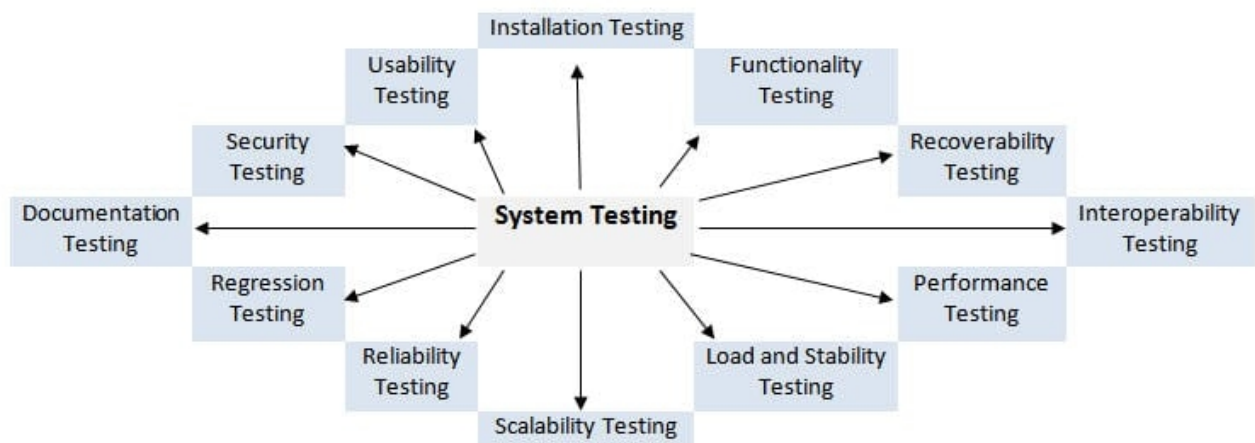 Installation Testing
Usability
Testing
Functionality
Testing
Security
Testing
Recoverability
Testing
Documentation
Testing
System Testing
Interoperability
Testing
Regression
Testing
Performance
Testing
Reliability
Testing
Load and Stability
Testing
Scalability Testing